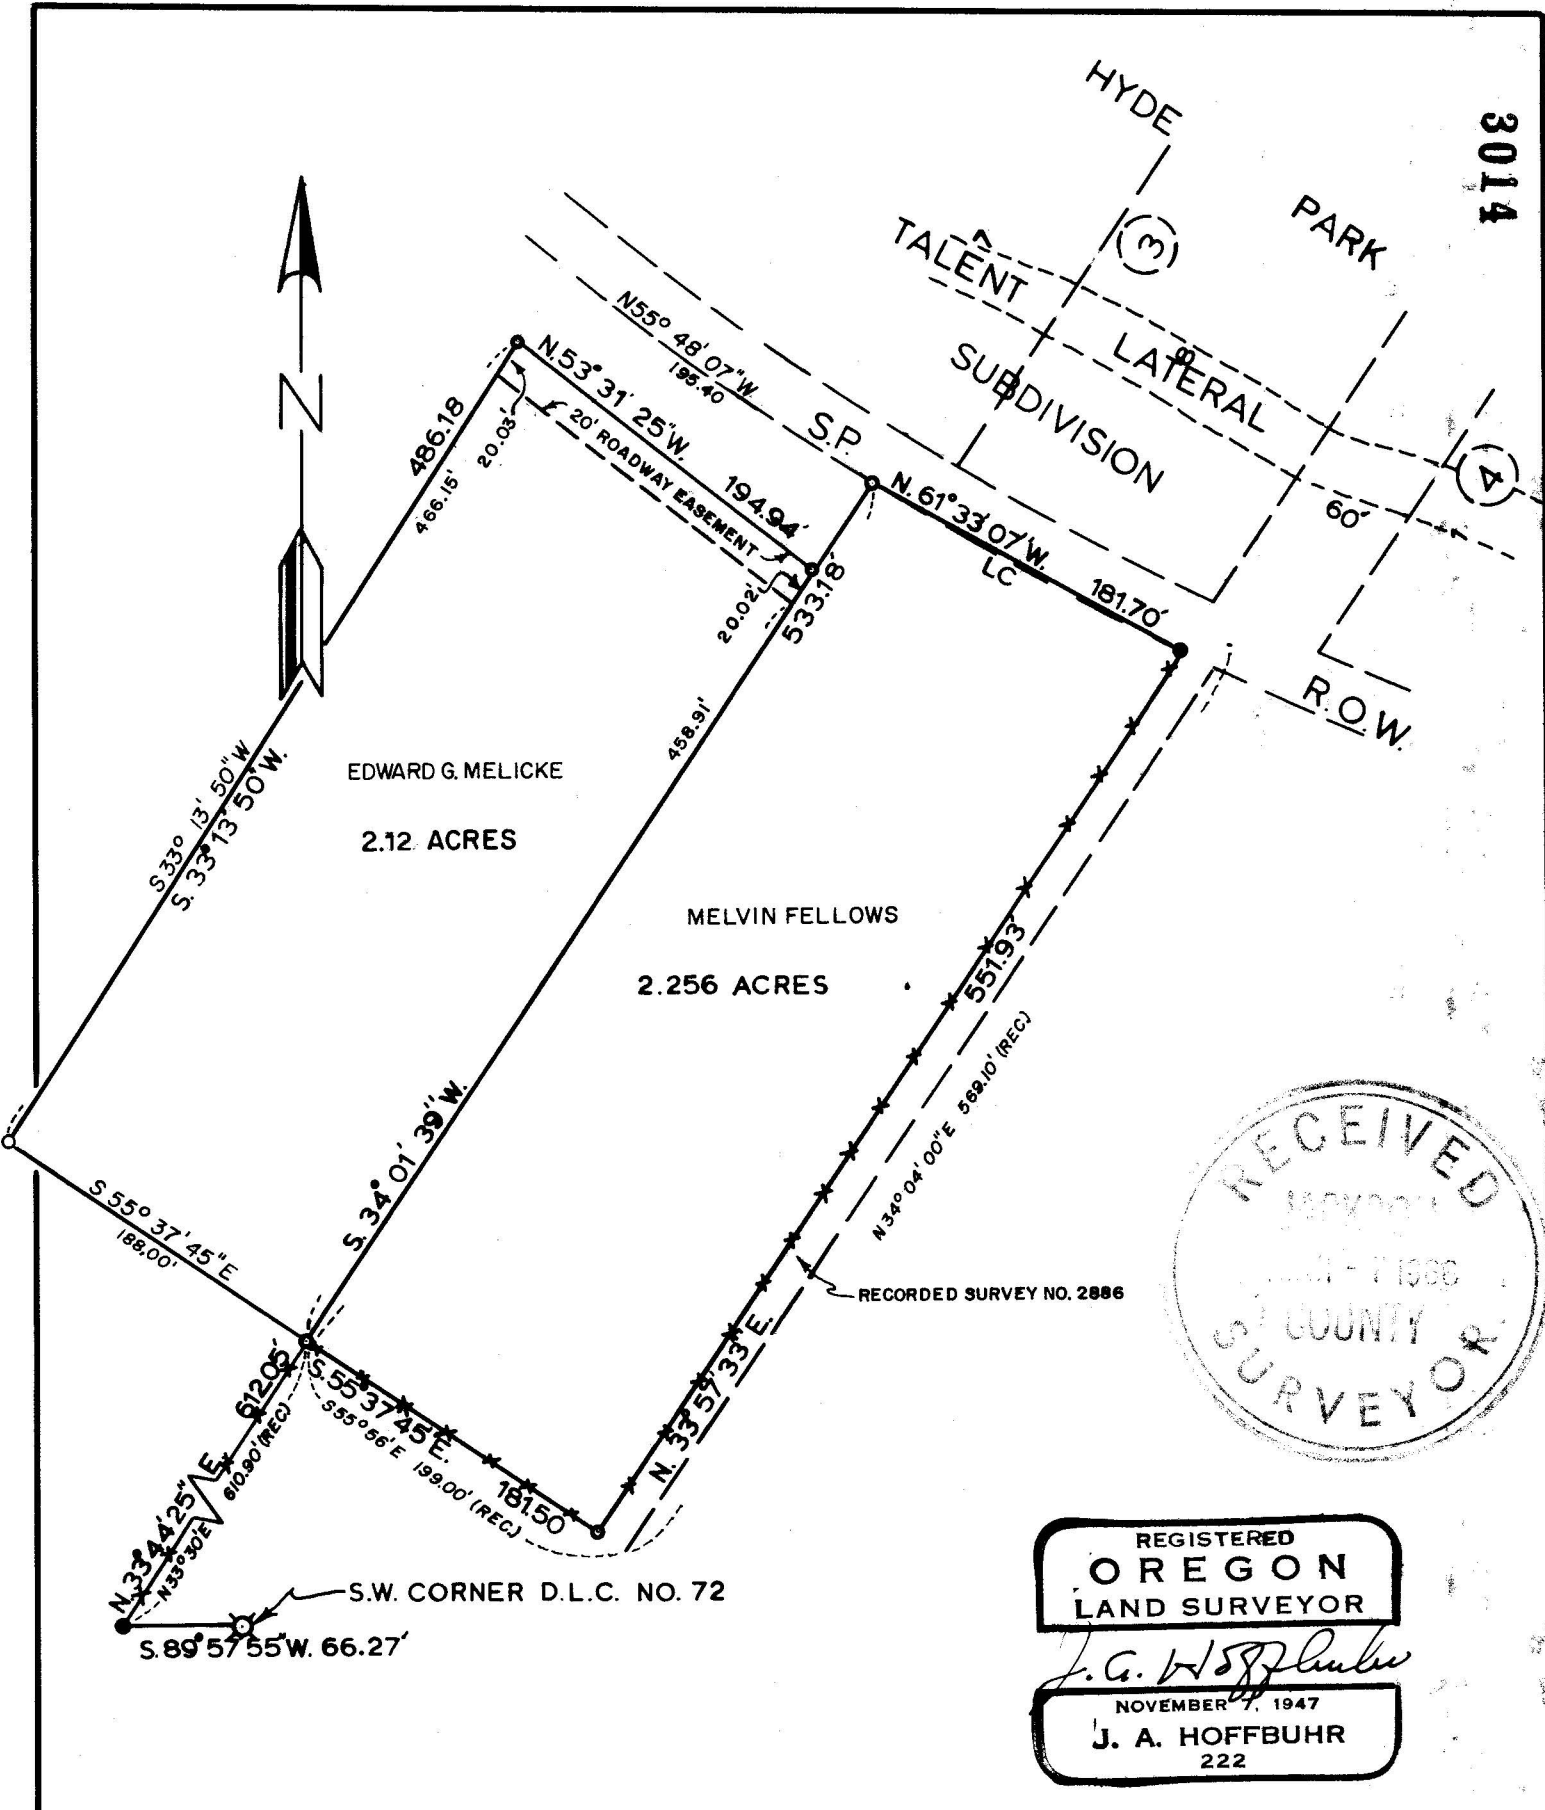 3014
HYDE
PARK
3
TALENT
LATERAL
SUBDIVISION
4
60'
N55° 48' 07" W
195.40
S.P.
N. 53° 31' 25" W.
194.94'
20' ROADWAY EASEMENT
N
486.18
466.15'
20.03'
20.02'
533.18'
N. 61° 33' 07" W.
LC
181.70'
R.O.W.
458.91'
S 33° 13' 50" W
S. 33° 13' 50" W.
EDWARD G. MELICKE
2.12 ACRES
MELVIN FELLOWS
2.256 ACRES
551.93'
N 34° 04' 00" E 569.10' (REC.)
S. 34° 01' 39" W.
S 55° 37' 45" E
188.00'
RECORDED SURVEY NO. 2886
N. 33° 57' 33" E.
S. 55° 37' 45" E.
181.50
S 55° 56' E 199.00' (REC.)
612.05'
610.90' (REC)
N. 33° 44' 25" E
N 33° 30' E
S.W. CORNER D.L.C. NO. 72
S. 89° 57' 55" W. 66.27'
RECEIVED
COUNTY
SURVEYOR
REGISTERED
OREGON
LAND SURVEYOR
J. A. Hoffbuhr
NOVEMBER 7, 1947
J. A. HOFFBUHR
222